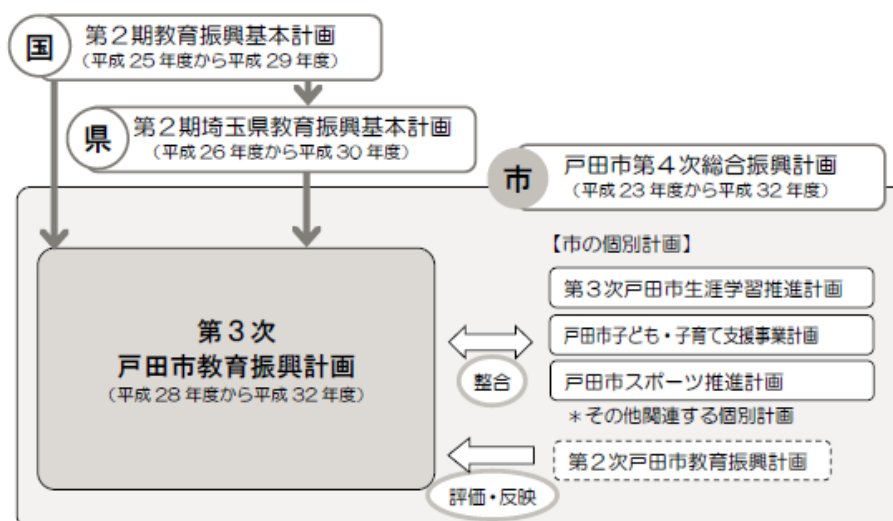 国
第2期教育振興基本計画
（平成25年度から平成29年度）
県
第2期埼玉県教育振興基本計画
（平成26年度から平成30年度）
市
戸田市第4次総合振興計画
（平成23年度から平成32年度）
【市の個別計画】
第3次戸田市生涯学習推進計画
戸田市子ども・子育て支援事業計画
戸田市スポーツ推進計画
＊その他関連する個別計画
第2次戸田市教育振興計画
第3次
戸田市教育振興計画
（平成28年度から平成32年度）
整合
評価・反映